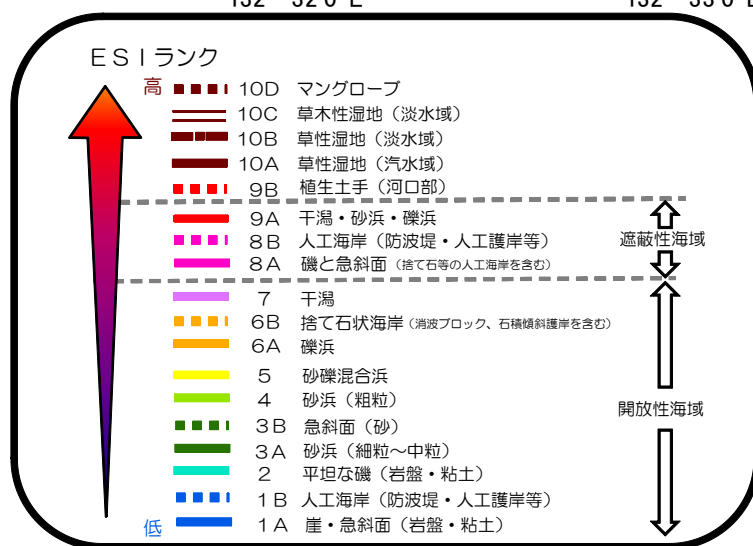 132° 32'0"E 132° 33'0"E
ESIランク
高 10D マングローブ
10C 草木性湿地（淡水域）
10B 草性湿地（淡水域）
10A 草性湿地（汽水域）
9B 植生土手（河口部）
9A 干潟・砂浜・礫浜
8B 人工海岸（防波堤・人工護岸等）
遮蔽性海域
8A 磯と急斜面（捨て石等の人工海岸を含む）
7 干潟
6B 捨て石状海岸（消波ブロック、石積傾斜護岸を含む）
6A 礫浜
5 砂礫混合浜
4 砂浜（粗粒）
開放性海域
3B 急斜面（砂）
3A 砂浜（細粒～中粒）
2 平坦な磯（岩盤・粘土）
1B 人工海岸（防波堤・人工護岸等）
低 1A 崖・急斜面（岩盤・粘土）